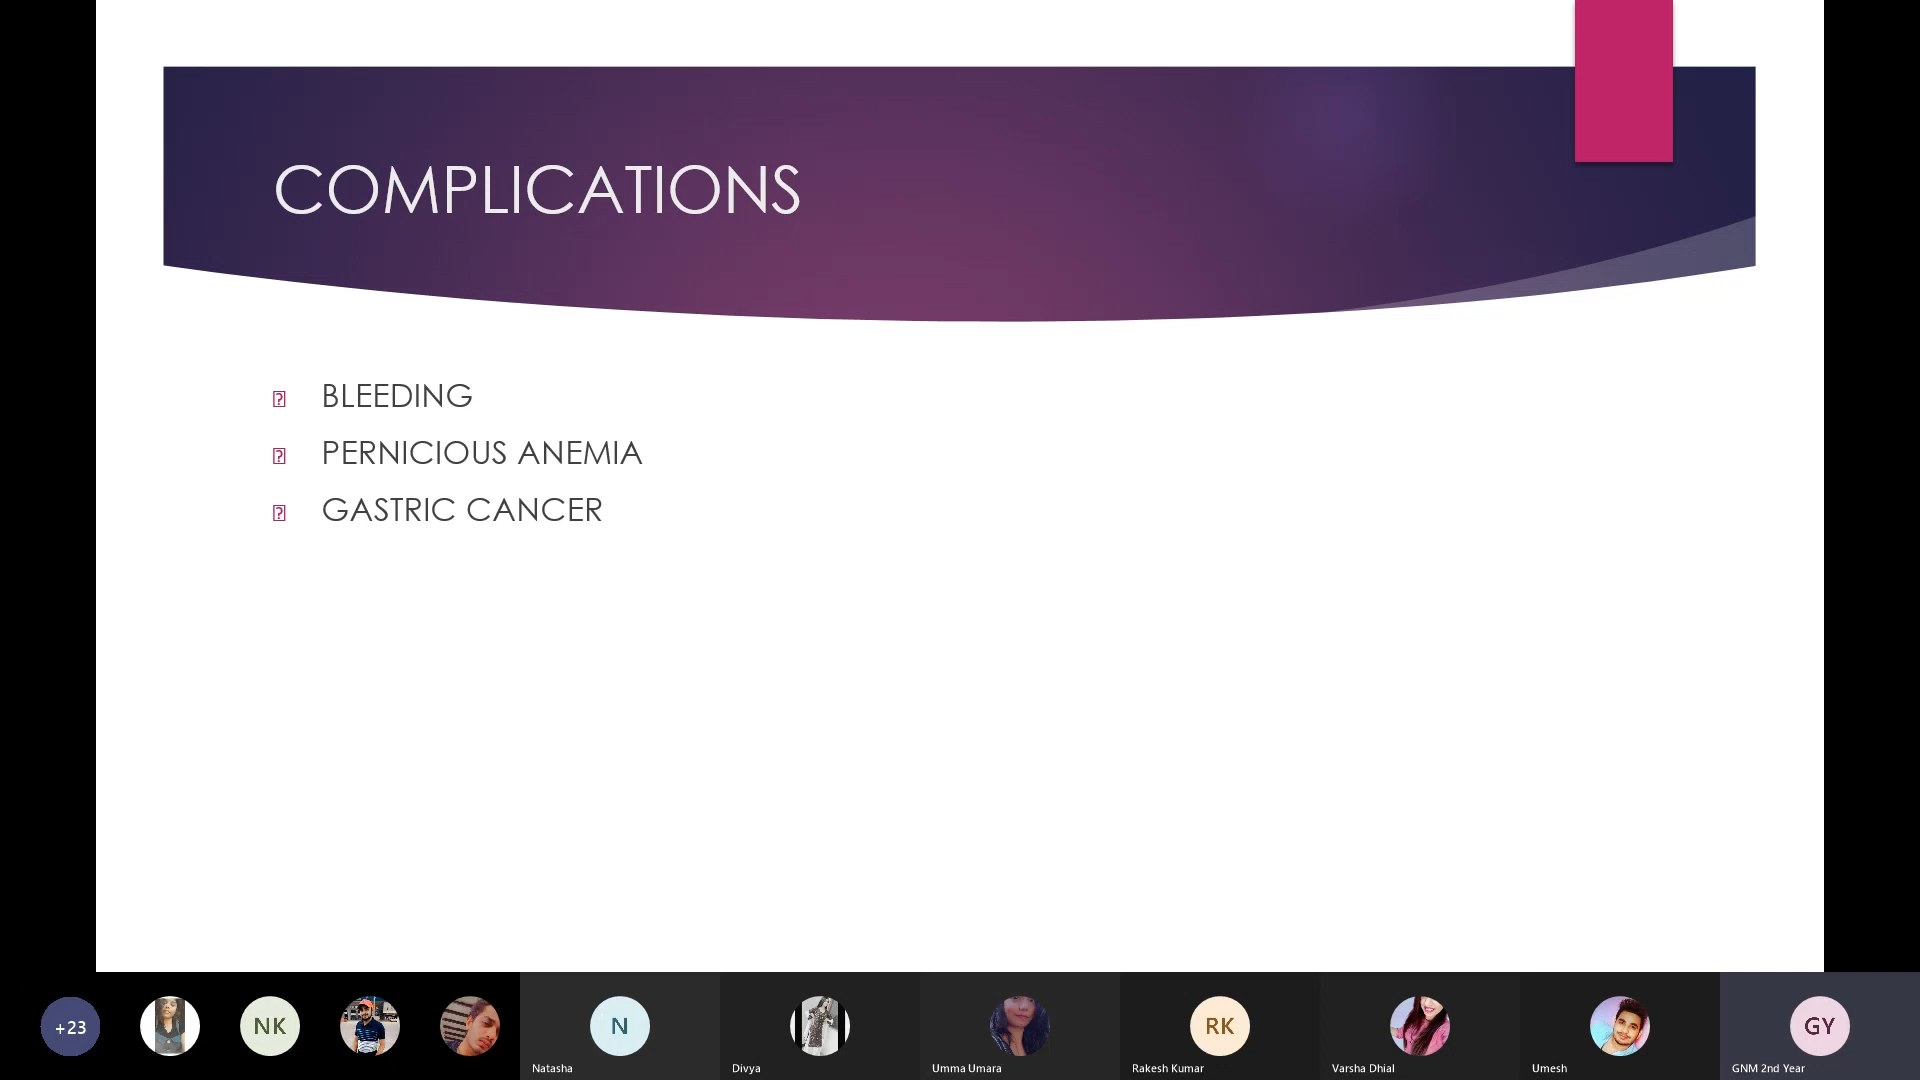 COMPLICATIONS
BLEEDING
PERNICIOUS ANEMIA
GASTRIC CANCER
+23
NK
N
RK
GY
Natasha
Divya
Umma Umara
Rakesh Kumar
Varsha Dhial
Umesh
GNM 2nd Year